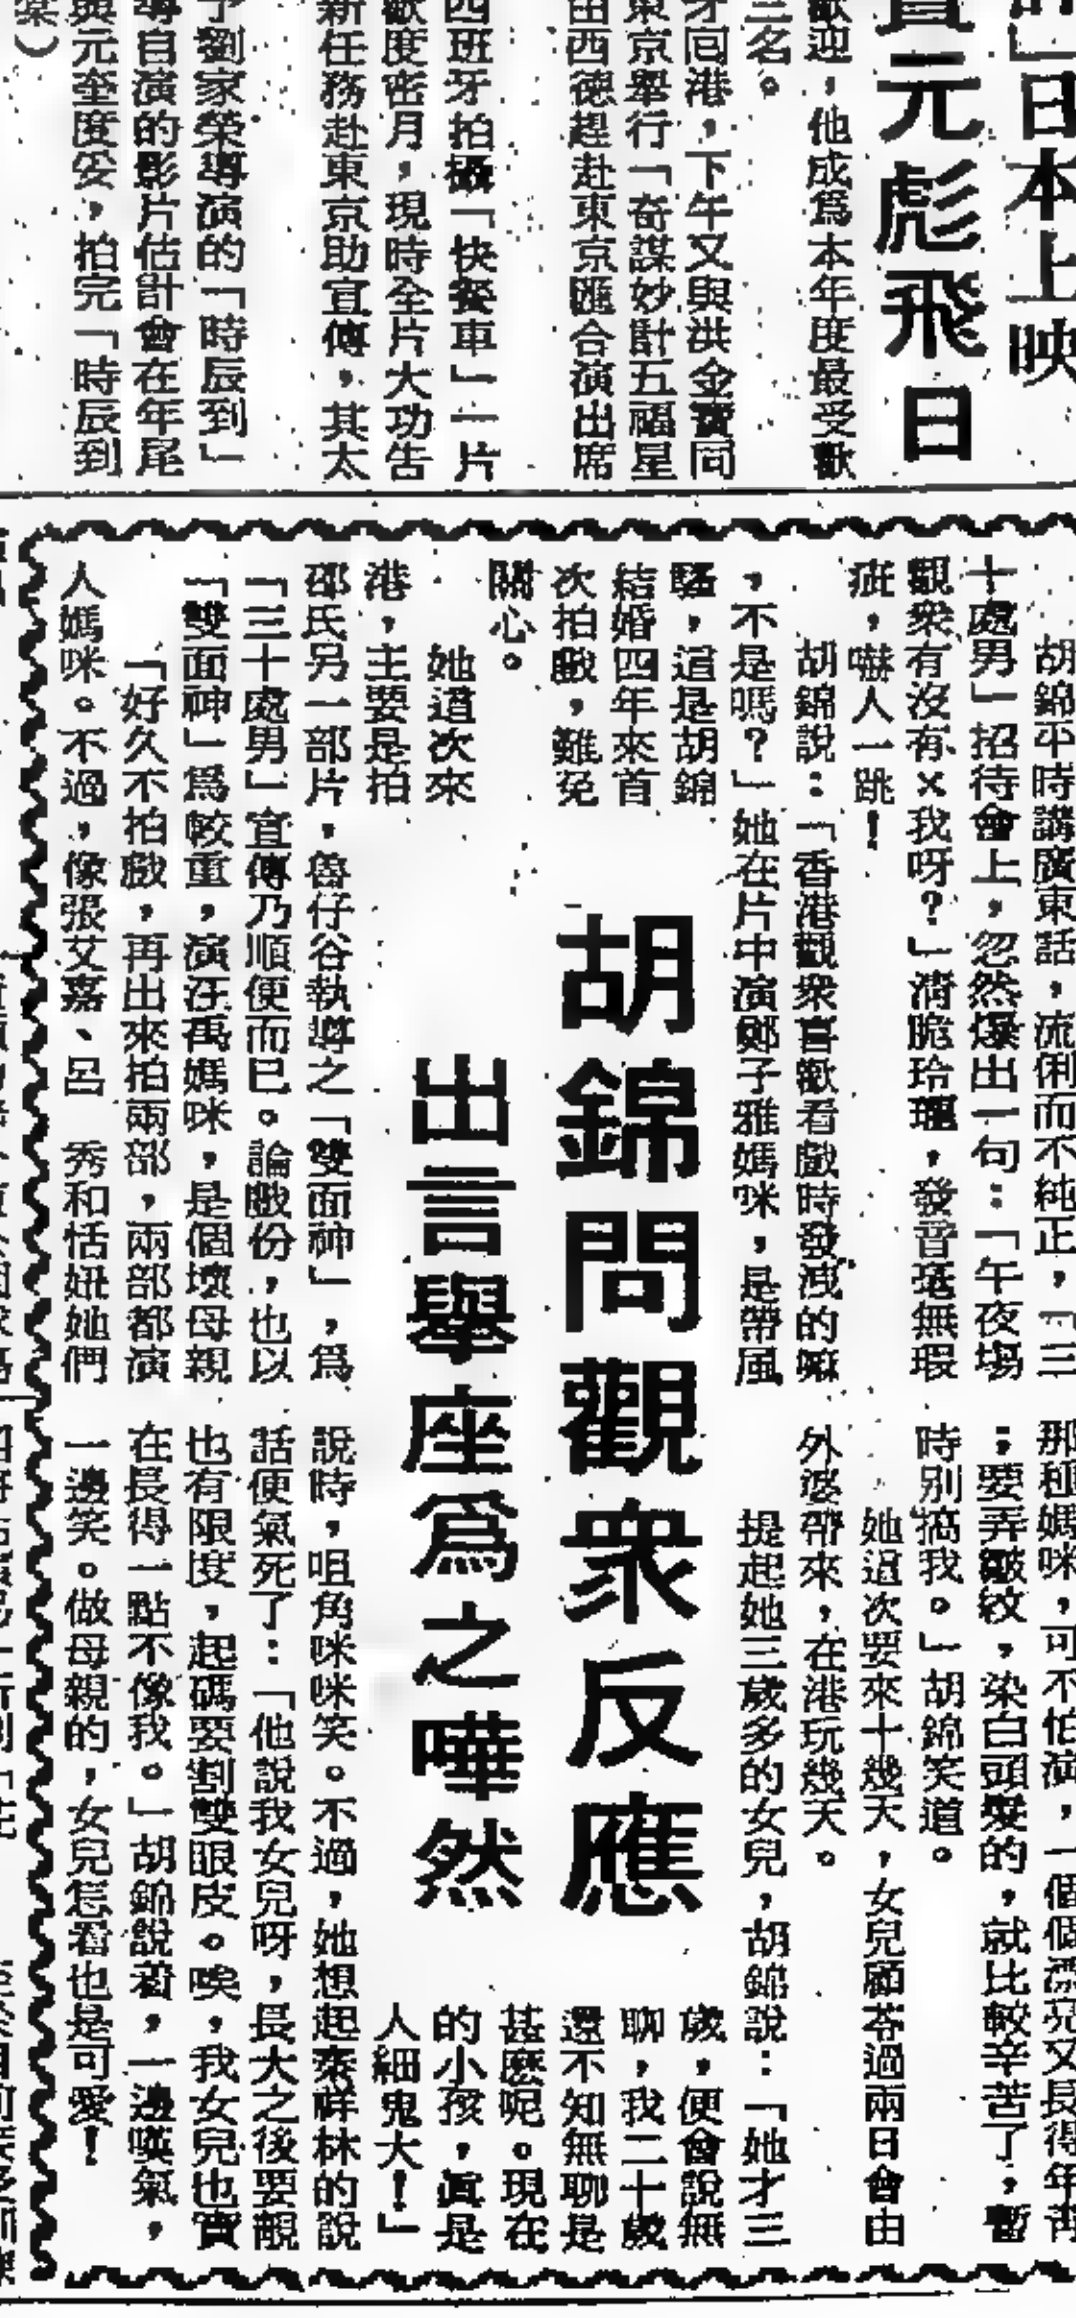 日本上映
元彪飛日
歡迎，他成爲本年度最受歡
三名。
才囘港，下午又與洪金寶同
東京舉行「奇謀妙計五福星
由西德趕赴東京匯合演出席
西班牙拍攝「快餐車」一片
歡度密月，現時全片大功告
新任務赴東京助宣傳，其太
予劉家榮導演的「時辰到」
導自演的影片估計會在年尾
與元奎度妥，拍完「時辰到
棠）
胡錦問觀衆反應
出言舉座爲之嘩然
胡錦平時講廣東話，流俐而不純正，「三
十處男」招待會上，忽然爆出一句：「午夜場
觀衆有沒有×我呀？」清脆玲瓏，發音毫無瑕
疵，嚇人一跳！
胡錦說：「香港觀衆喜歡看戲時發洩的嘛
，不是嗎？」她在片中演鄭子雅媽咪，是帶風
騷，這是胡錦
結婚四年來首
次拍戲，難免
關心。
她這次來
港，主要是拍
邵氏另一部片，魯仔谷執導之「雙面神」，爲
「三十處男」宣傳乃順便而已。論戲份，也以
「雙面神」爲較重，演汪禹媽咪，是個壞母親
「好久不拍戲，再出來拍兩部，兩部都演
人媽咪。不過，像張艾嘉、呂　秀和恬妞她們
那種媽咪，可不怕演，一個個漂亮又長得年靑
；要弄皺紋，染白頭髮的，就比較辛苦了，暫
時別搞我。」胡錦笑道。
她這次要來十幾天，女兒顧苓過兩日會由
外婆帶來，在港玩幾天。
提起她三歲多的女兒，胡錦說：「她才三
歲，便會說無
聊，我二十歲
還不知無聊是
甚麼呢。現在
的小孩，眞是
人細鬼大！」
說時，咀角咪咪笑。不過，她想起秦祥林的說
話便氣死了：「他說我女兒呀，長大之後要靚
也有限度，起碼要割雙眼皮。唉，我女兒也實
在長得一點不像我。」胡錦說着，一邊嘆氣，
一邊笑。做母親的，女兒怎看也是可愛！